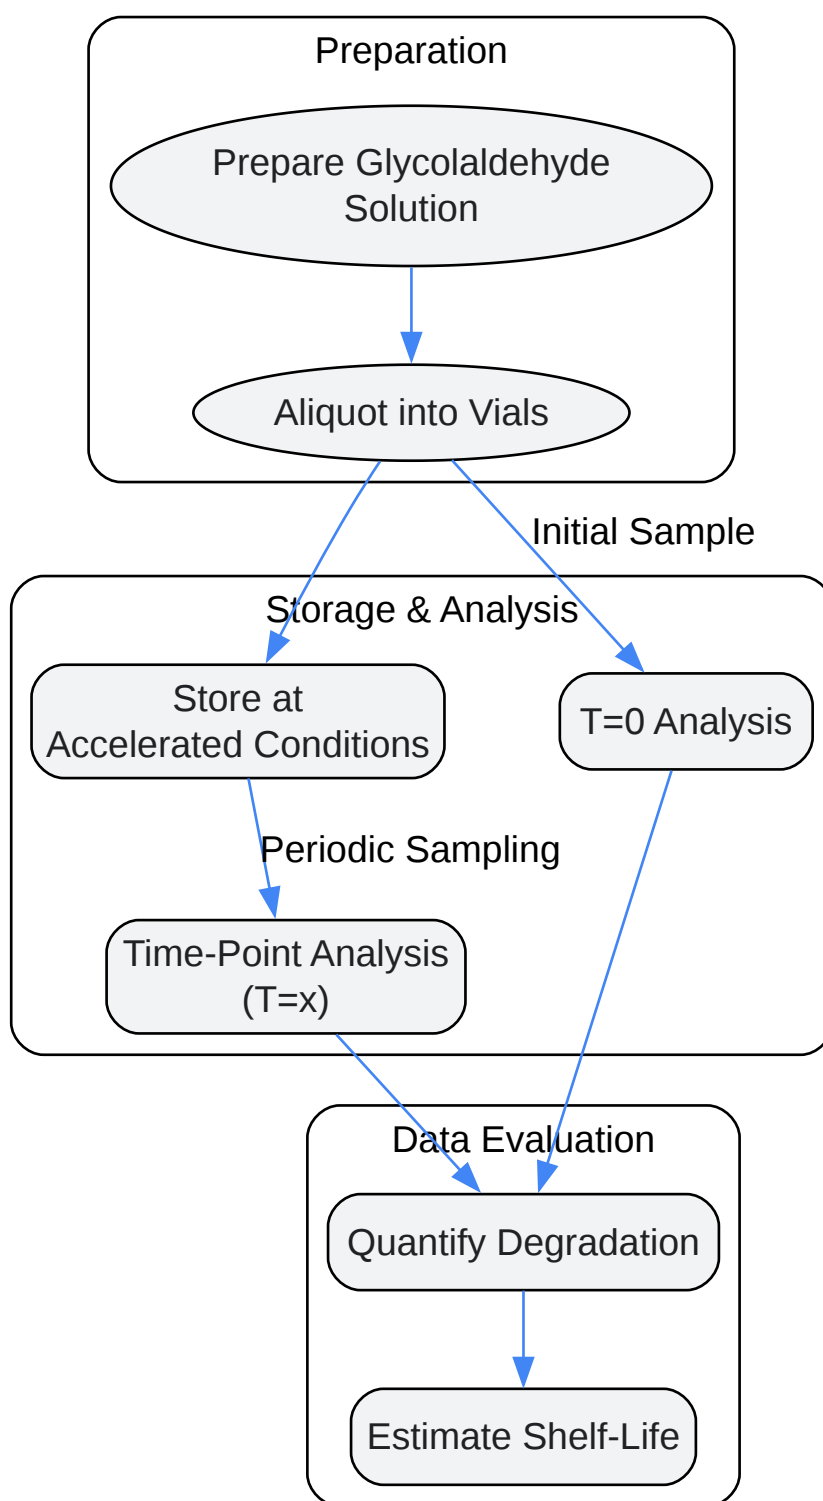 Preparation
Prepare Glycolaldehyde
Solution
Aliquot into Vials
Initial Sample
Storage & Analysis
Store at
Accelerated Conditions
T=0 Analysis
Periodic Sampling
Time-Point Analysis
(T=x)
Data Evaluation
Quantify Degradation
Estimate Shelf-Life